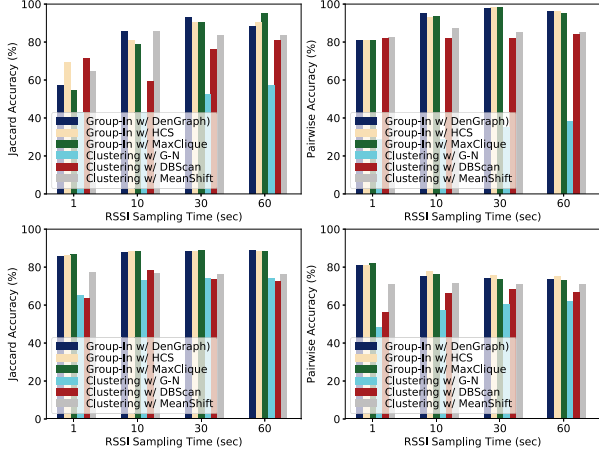 100
80
60
40
20
0
Jaccard Accuracy (%)
Group-In w/ DenGraph)
Group-In w/ HCS
Group-In w/ MaxClique
Clustering w/ G-N
Clustering w/ DBScan
Clustering w/ MeanShift
1 10 30 60
RSSI Sampling Time (sec)
100
80
60
40
20
0
Pairwise Accuracy (%)
Group-In w/ DenGraph)
Group-In w/ HCS
Group-In w/ MaxClique
Clustering w/ G-N
Clustering w/ DBScan
Clustering w/ MeanShift
1 10 30 60
RSSI Sampling Time (sec)
100
80
60
40
20
0
Jaccard Accuracy (%)
Group-In w/ DenGraph)
Group-In w/ HCS
Group-In w/ MaxClique
Clustering w/ G-N
Clustering w/ DBScan
Clustering w/ MeanShift
1 10 30 60
RSSI Sampling Time (sec)
100
80
60
40
20
0
Pairwise Accuracy (%)
Group-In w/ DenGraph)
Group-In w/ HCS
Group-In w/ MaxClique
Clustering w/ G-N
Clustering w/ DBScan
Clustering w/ MeanShift
1 10 30 60
RSSI Sampling Time (sec)